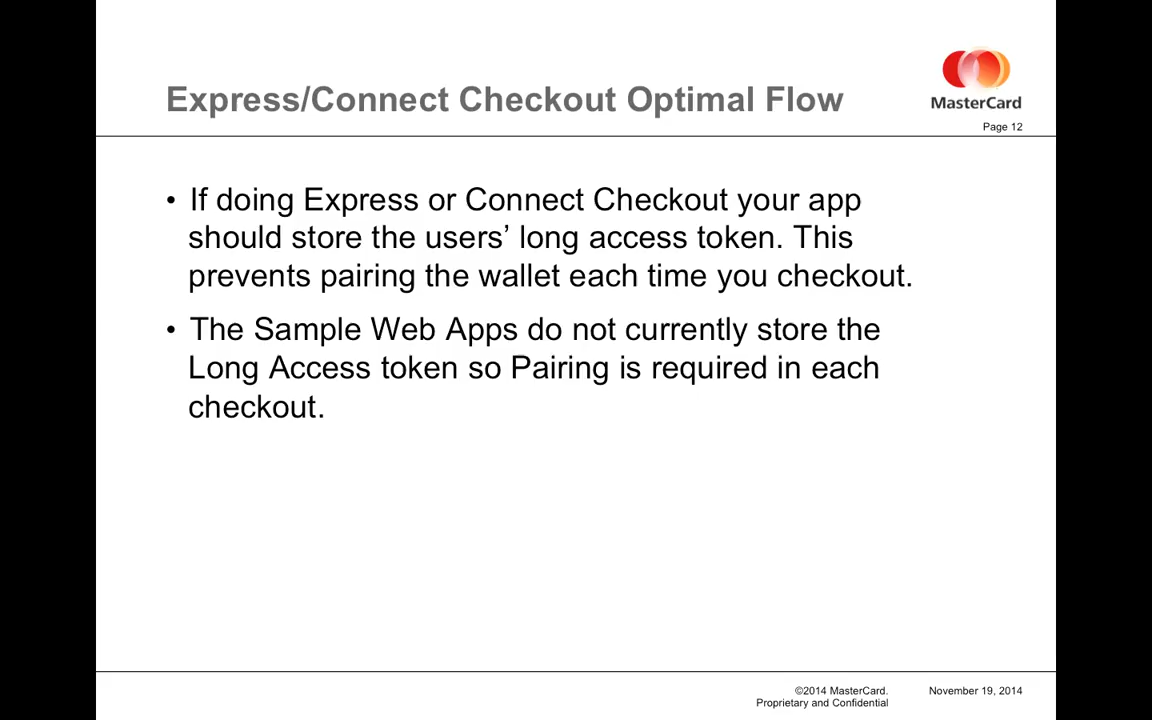 Express/Connect Checkout Optimal Flow
MasterCard
Page 12
• If doing Express or Connect Checkout your app
should store the users’ long access token. This
prevents pairing the wallet each time you checkout.
• The Sample Web Apps do not currently store the
Long Access token so Pairing is required in each
checkout.
©2014 MasterCard.
Proprietary and Confidential
November 19, 2014